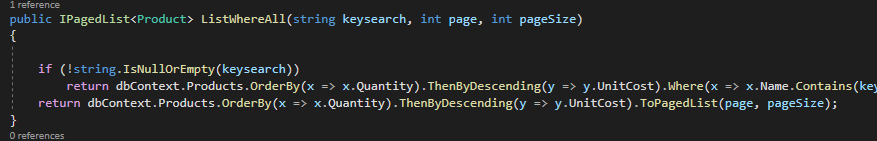 1 reference
public IPagedList<Product> ListWhereAll(string keysearch, int page, int pageSize)
{
if (!string.IsNullOrEmpty(keysearch))
return dbContext.Products.OrderBy(x => x.Quantity).ThenByDescending(y => y.UnitCost).Where(x => x.Name.Contains(key
return dbContext.Products.OrderBy(x => x.Quantity).ThenByDescending(y => y.UnitCost).ToPagedList(page, pageSize);
}
0 references